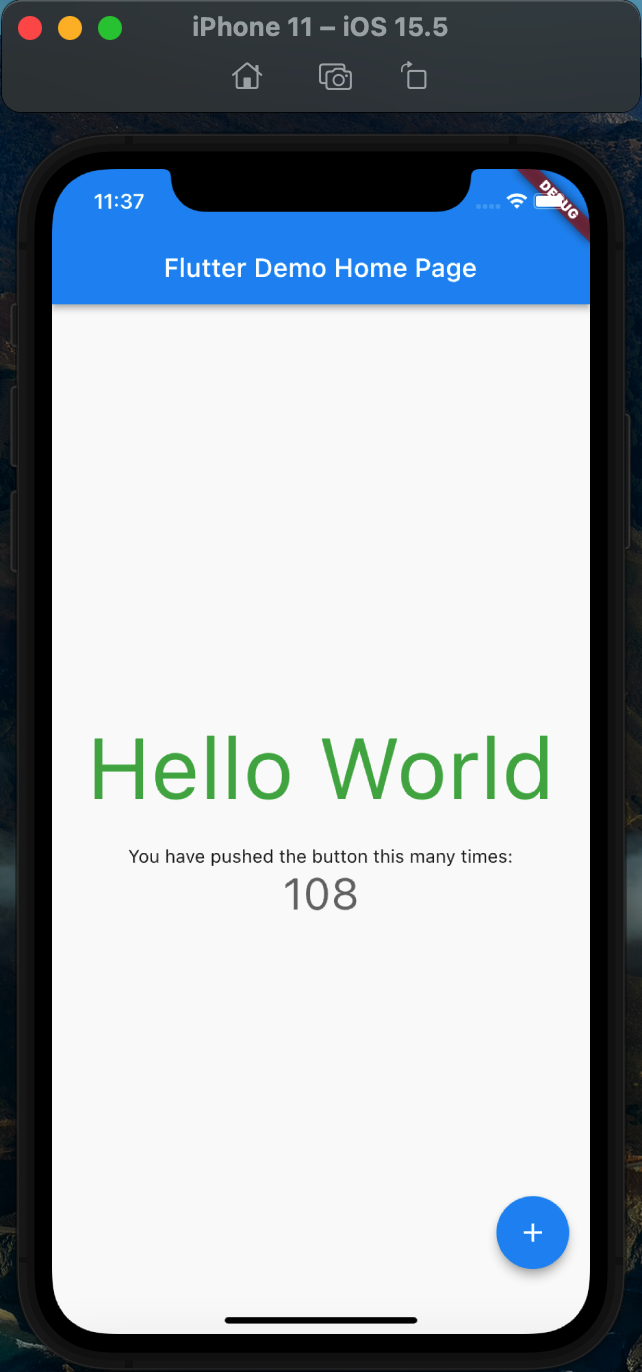 iPhone 11 – iOS 15.5
11:37
DEBUG
Flutter Demo Home Page
Hello World
You have pushed the button this many times:
108
+